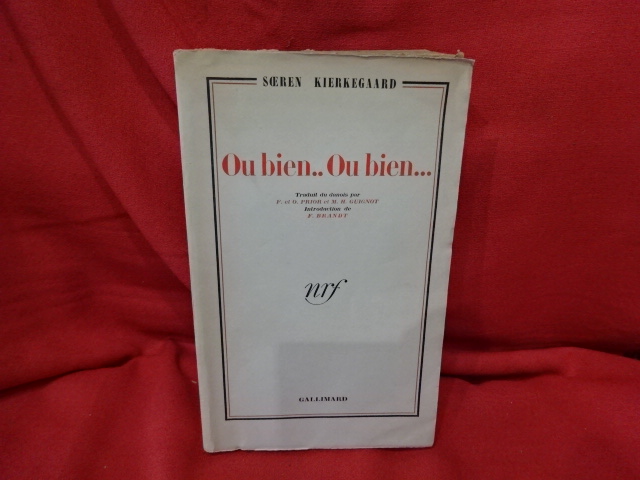 SŒREN KIERKEGAARD
Ou bien.. Ou bien...
Traduit du danois par
F. et O. PRIOR et M. H. GUIGNOT
Introduction de
F. BRANDT
nrf
GALLIMARD